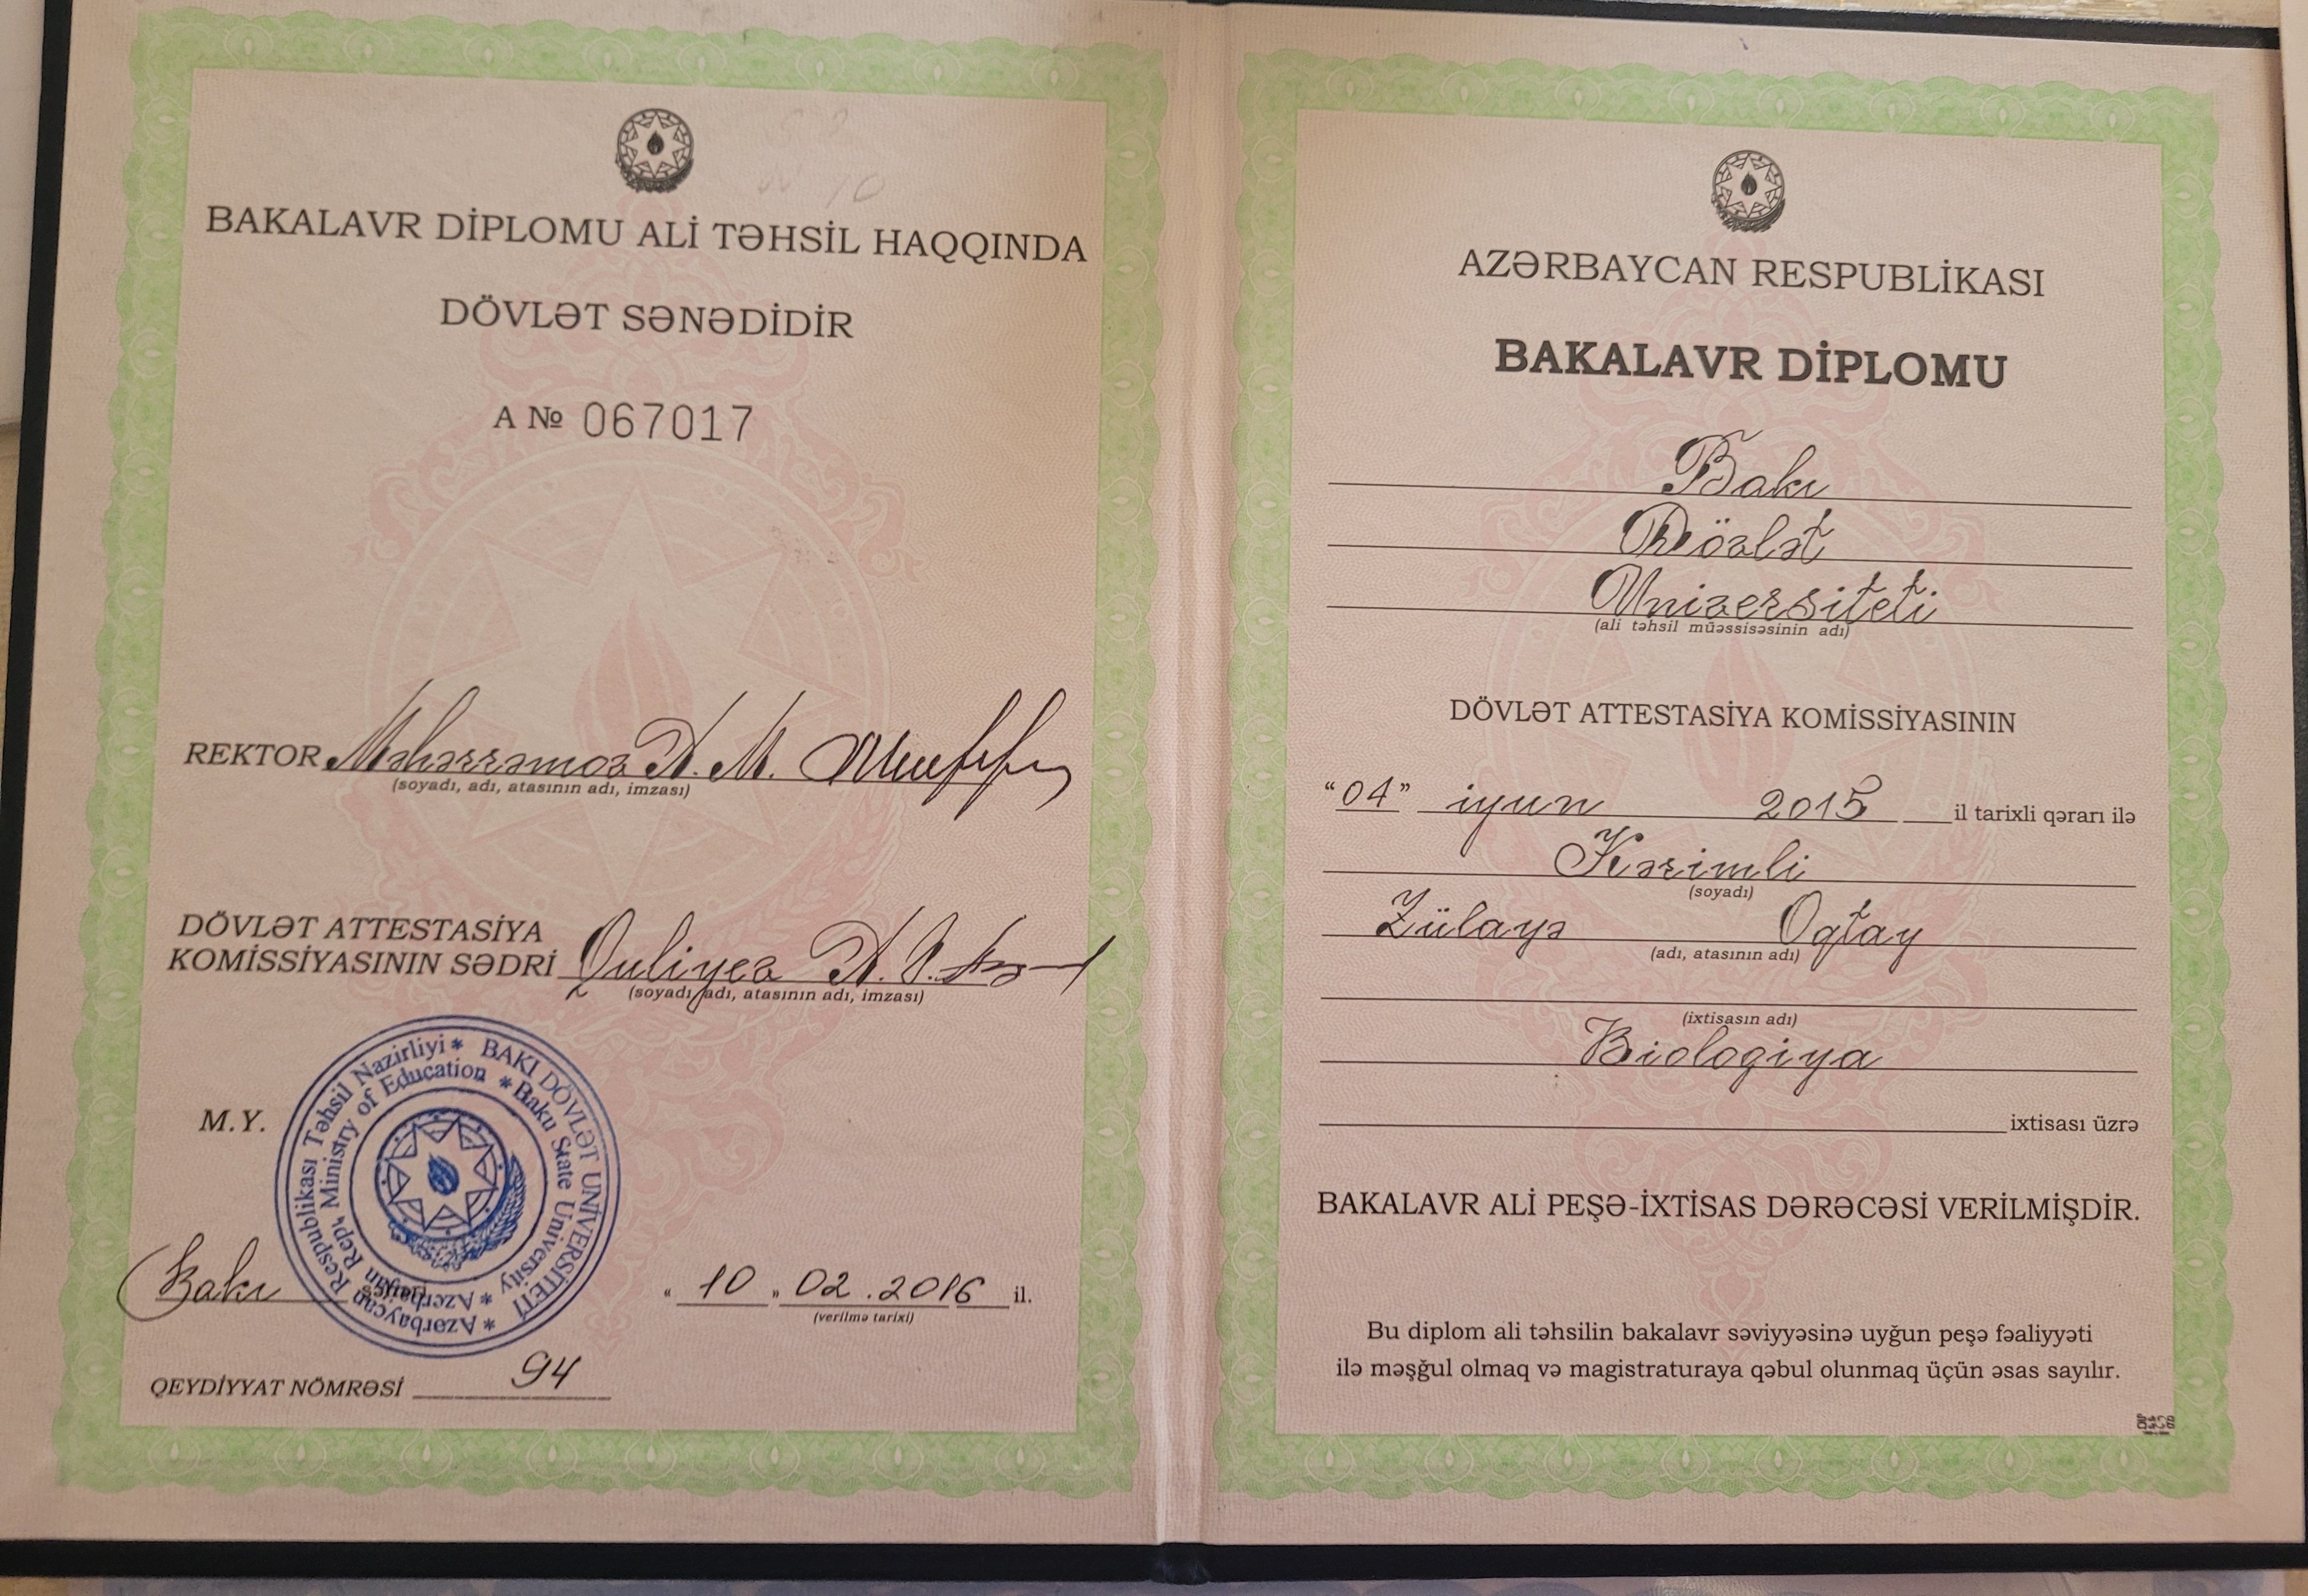 BAKALAVR DİPLOMU ALİ TƏHSİL HAQQINDA
DÖVLƏT SƏNƏDİDİR
A № 067017
REKTOR Məhərrəmov A. M.
(soyadı, adı, atasının adı, imzası)
DÖVLƏT ATTESTASİYA
KOMİSSİYASININ SƏDRİ Quliyev A.
(soyadı, adı, atasının adı, imzası)
M.Y.
* Azərbaycan Respublikası Təhsil Nazirliyi * BAKI DÖVLƏT UNİVERSİTETİ
* Azerbaijan Rep. Ministry of Education * Baku State University
Bakı
“ 10 ” 02 . 2016 il.
(verilmə tarixi)
QEYDİYYAT NÖMRƏSİ 94
AZƏRBAYCAN RESPUBLİKASI
BAKALAVR DİPLOMU
Bakı
Dövlət
Universiteti
(ali təhsil müəssisəsinin adı)
DÖVLƏT ATTESTASİYA KOMİSSİYASININ
“04” iyun 2015 il tarixli qərarı ilə
Kərimli
(soyadı)
Zülayə Oqtay
(adı, atasının adı)
(ixtisasın adı)
Biologiya
ixtisası üzrə
BAKALAVR ALİ PEŞƏ-İXTİSAS DƏRƏCƏSİ VERİLMİŞDİR.
Bu diplom ali təhsilin bakalavr səviyyəsinə uyğun peşə fəaliyyəti
ilə məşğul olmaq və magistraturaya qəbul olunmaq üçün əsas sayılır.